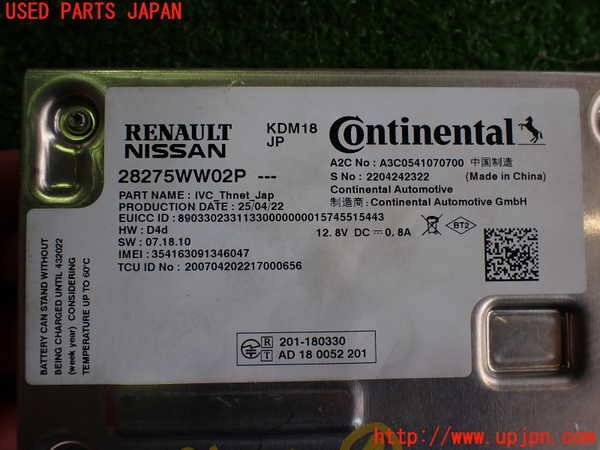 USED PARTS JAPAN
RENAULT
NISSAN
KDM18
JP
Continental
28275WW02P ---
A2C No : A3C0541070700 中国制造
S No : 2204242322 (Made in China)
Continental Automotive
制造商: Continental Automotive GmbH
PART NAME : IVC_Thnet_Jap
PRODUCTION DATE : 25/04/22
EUICC ID : 89033023311330000000015745515443
HW : D4d
SW : 07.18.10
IMEI : 354163091346047
TCU ID No : 200704202217000656
12.8V DC 0.8A
BT2
BATTERY CAN STAND WITHOUT
BEING CHARGED UNTIL 432022
(week year) CONSIDERING
TEMPERATURE UP TO 60°C
R 201-180330
T AD 18 0052 201
http://www.upjpn.com/